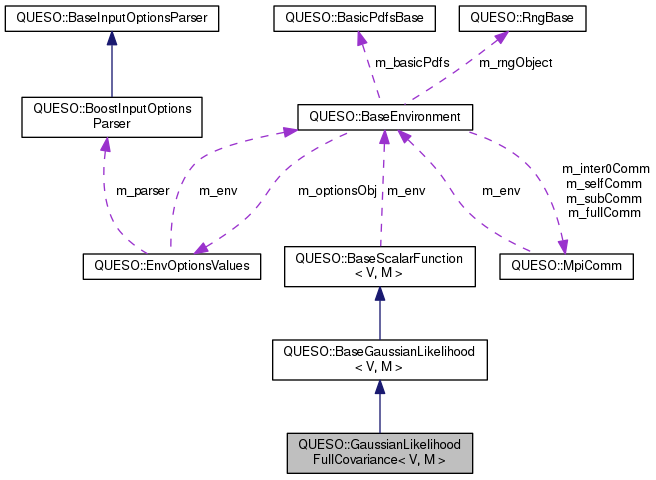 QUESO::BaseInputOptionsParser
QUESO::BasicPdfsBase
QUESO::RngBase
m_basicPdfs
m_rngObject
QUESO::BoostInputOptions
Parser
QUESO::BaseEnvironment
m_parser
m_env
m_optionsObj
m_env
m_env
m_inter0Comm
m_selfComm
m_subComm
m_fullComm
QUESO::EnvOptionsValues
QUESO::BaseScalarFunction
< V, M >
QUESO::MpiComm
QUESO::BaseGaussianLikelihood
< V, M >
QUESO::GaussianLikelihood
FullCovariance< V, M >